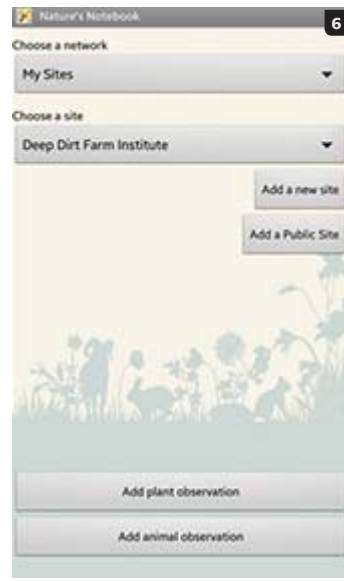 Nature's Notebook
6
Choose a network
My Sites
Choose a site
Deep Dirt Farm Institute
Add a new site
Add a Public Site
Add plant observation
Add animal observation